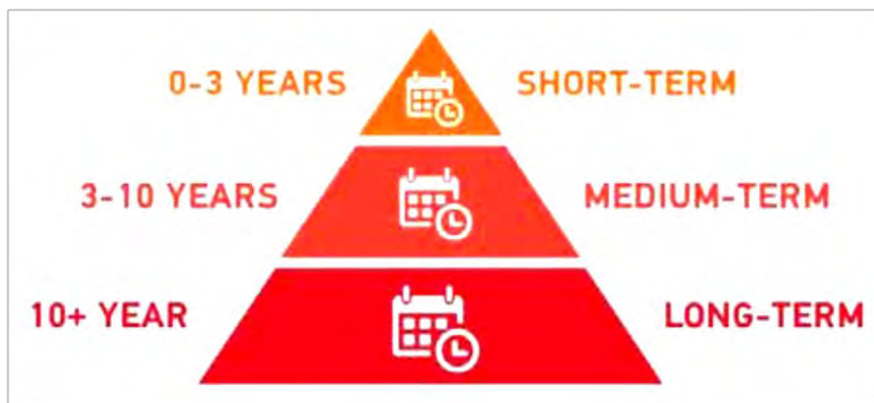 0-3 YEARS SHORT-TERM
3-10 YEARS MEDIUM-TERM
10+ YEAR LONG-TERM